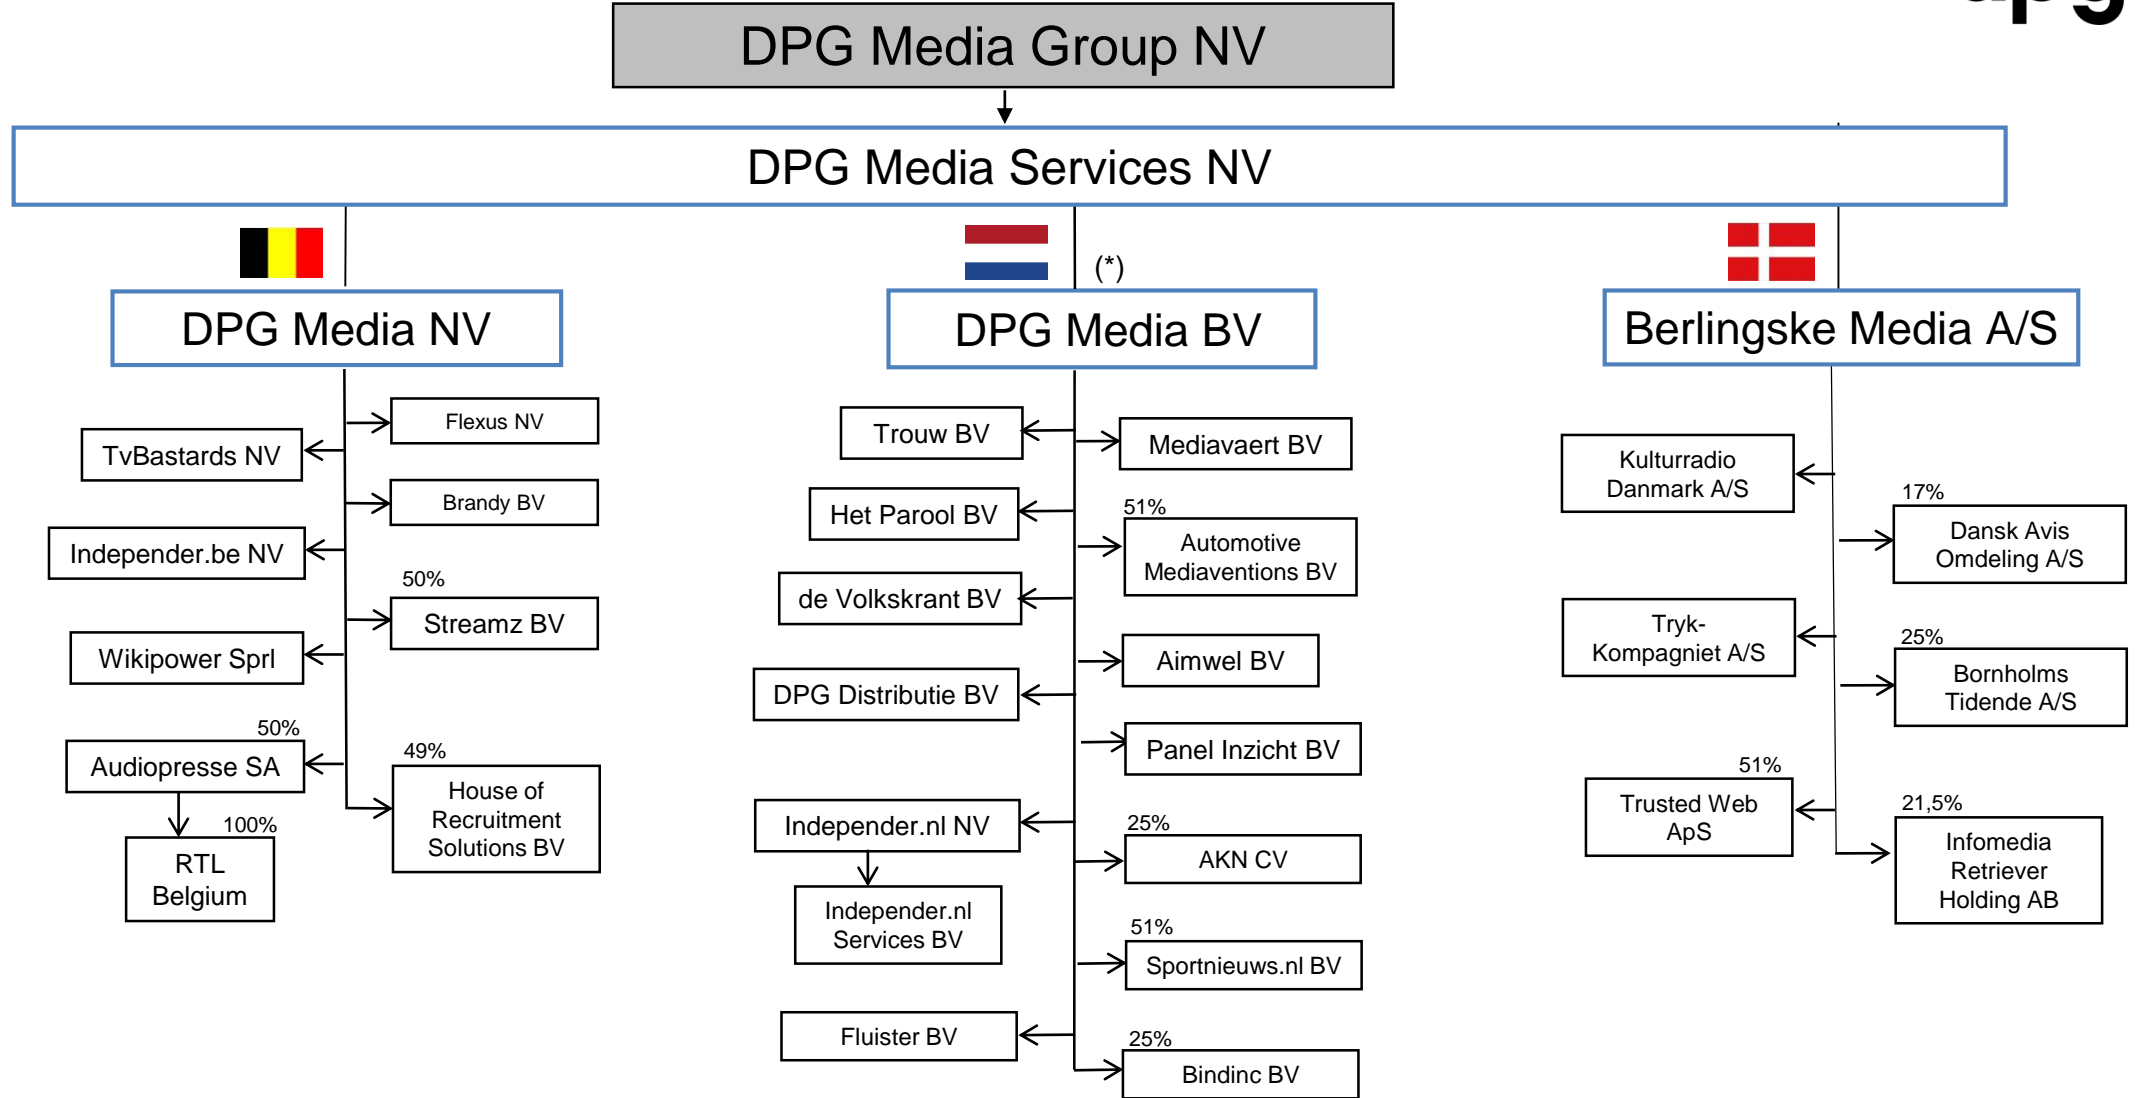 dpg
DPG Media Group NV
DPG Media Services NV
(*)
DPG Media NV
DPG Media BV
Berlingske Media A/S
Flexus NV
TvBastards NV
Brandy BV
Independer.be NV
50%
Streamz BV
Wikipower Sprl
50%
Audiopresse SA
49%
House of
Recruitment
Solutions BV
100%
RTL
Belgium
Trouw BV
Mediavaert BV
Het Parool BV
51%
Automotive
Mediaventions BV
de Volkskrant BV
Aimwel BV
DPG Distributie BV
Panel Inzicht BV
Independer.nl NV
25%
AKN CV
Independer.nl
Services BV
51%
Sportnieuws.nl BV
Fluister BV
25%
Bindinc BV
Kulturradio
Danmark A/S
17%
Dansk Avis
Omdeling A/S
Tryk-
Kompagniet A/S
25%
Bornholms
Tidende A/S
51%
Trusted Web
ApS
21,5%
Infomedia
Retriever
Holding AB